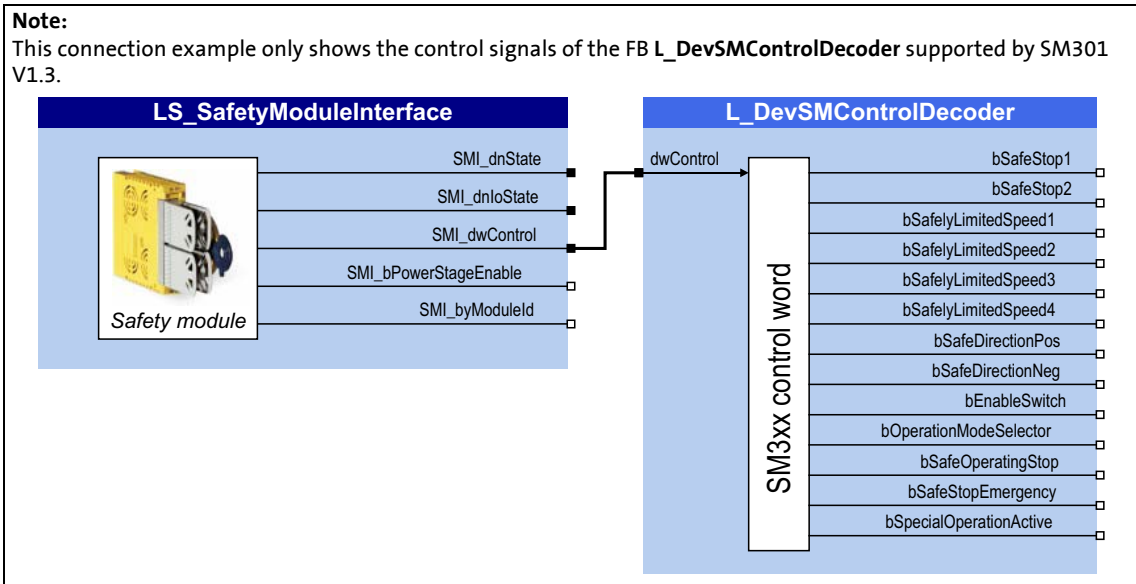 Note:
This connection example only shows the control signals of the FB L_DevSMControlDecoder supported by SM301
V1.3.
LS_SafetyModuleInterface
SMI_dnState
SMI_dnIoState
SMI_dwControl
SMI_bPowerStageEnable
SMI_byModuleId
Safety module
L_DevSMControlDecoder
dwControl
SM3xx control word
bSafeStop1
bSafeStop2
bSafelyLimitedSpeed1
bSafelyLimitedSpeed2
bSafelyLimitedSpeed3
bSafelyLimitedSpeed4
bSafeDirectionPos
bSafeDirectionNeg
bEnableSwitch
bOperationModeSelector
bSafeOperatingStop
bSafeStopEmergency
bSpecialOperationActive